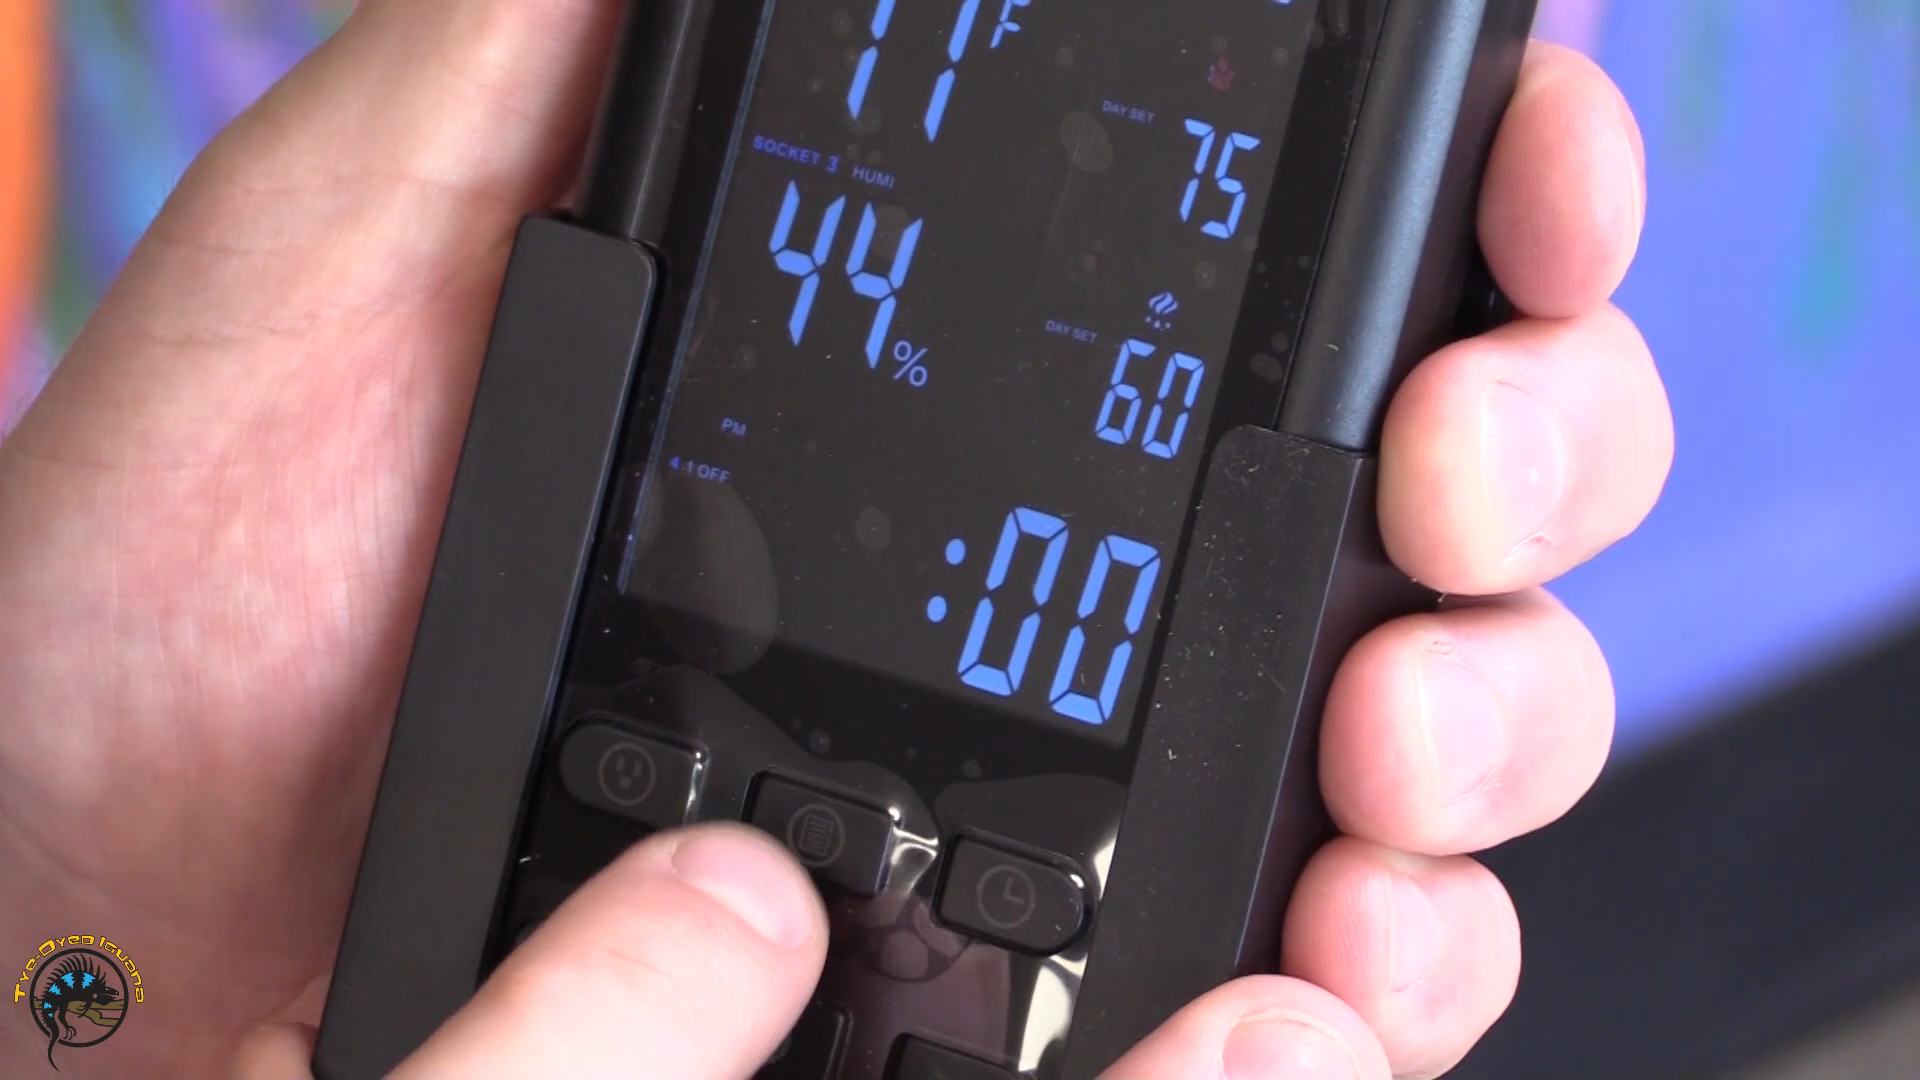 77 F
DAY SET 75
SOCKET 3 HUMI
44%
DAY SET 60
PM
4.1 OFF
:00
Tye-Dyed Iguana